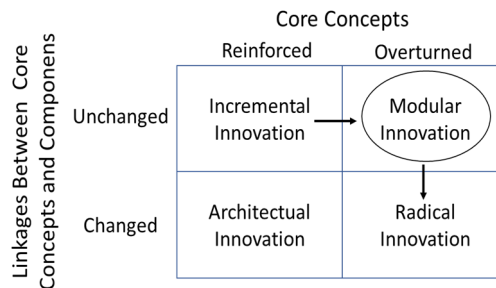 Core Concepts
Reinforced Overturned
Linkages Between Core
Concepts and Componens
Unchanged
Incremental
Innovation
Modular
Innovation
Changed
Architectual
Innovation
Radical
Innovation